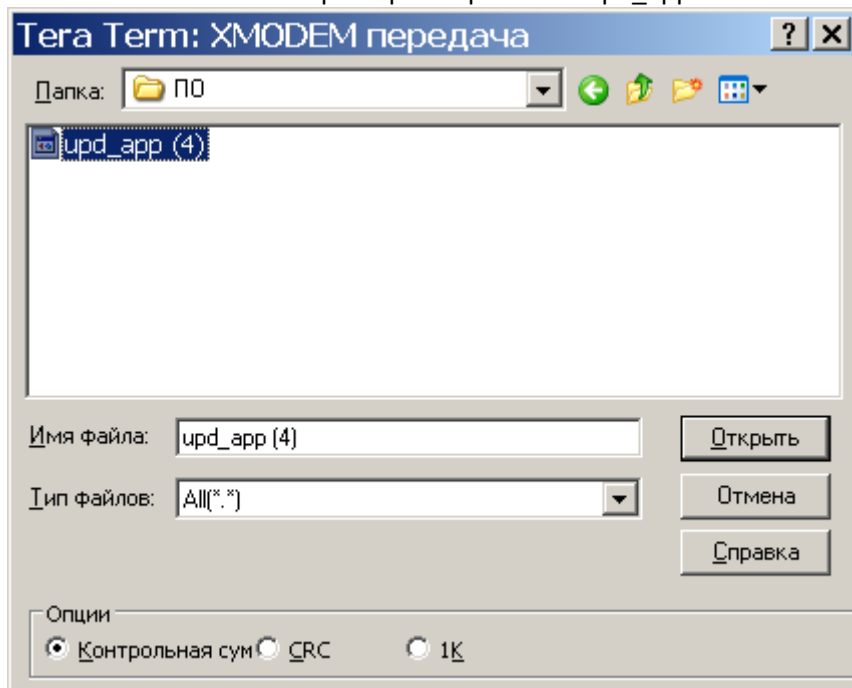 Tera Term: XMODEM передача
Папка: ПО
upd_app (4)
Имя файла: upd_app (4) Открыть
Тип файлов: All(*.*) Отмена
Справка
Опции
Контрольная сум CRC 1K